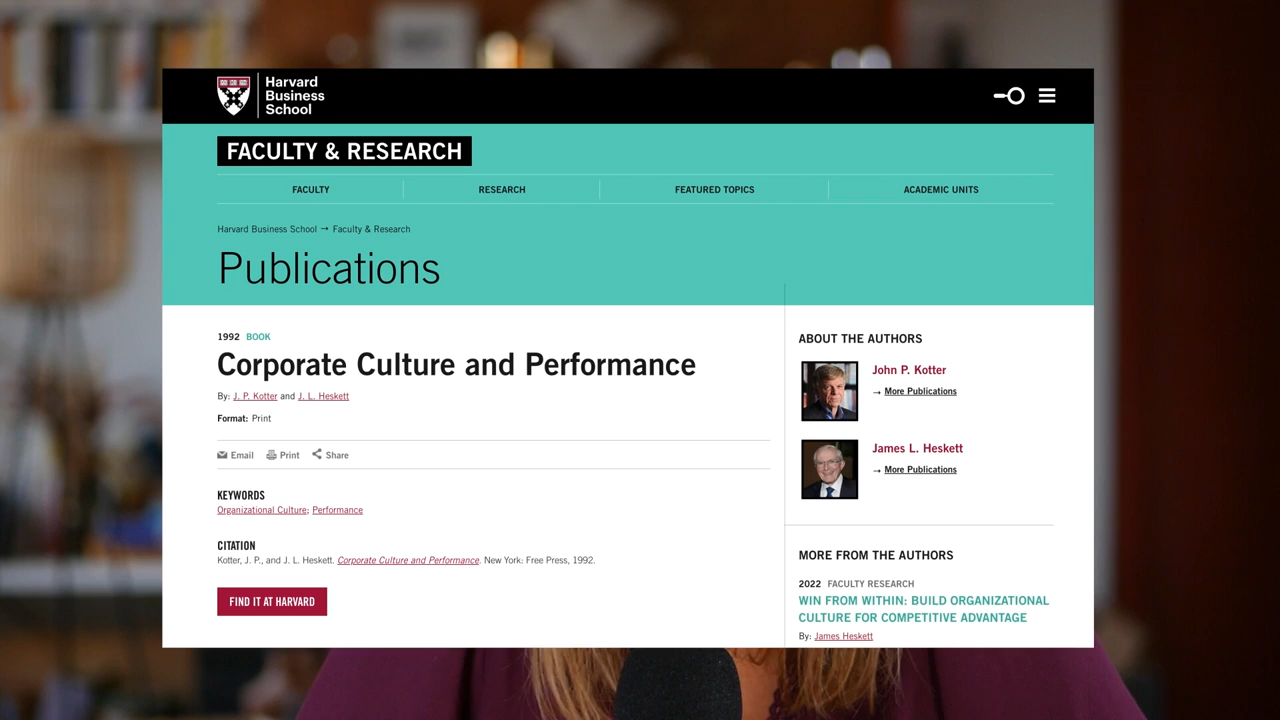 Harvard
Business
School
FACULTY & RESEARCH
FACULTY
RESEARCH
FEATURED TOPICS
ACADEMIC UNITS
Harvard Business School → Faculty & Research
Publications
1992 BOOK
Corporate Culture and Performance
By: J. P. Kotter and J. L. Heskett
Format: Print
Email Print Share
KEYWORDS
Organizational Culture; Performance
CITATION
Kotter, J. P., and J. L. Heskett. Corporate Culture and Performance. New York: Free Press, 1992.
FIND IT AT HARVARD
ABOUT THE AUTHORS
John P. Kotter
→ More Publications
James L. Heskett
→ More Publications
MORE FROM THE AUTHORS
2022 FACULTY RESEARCH
WIN FROM WITHIN: BUILD ORGANIZATIONAL
CULTURE FOR COMPETITIVE ADVANTAGE
By: James Heskett